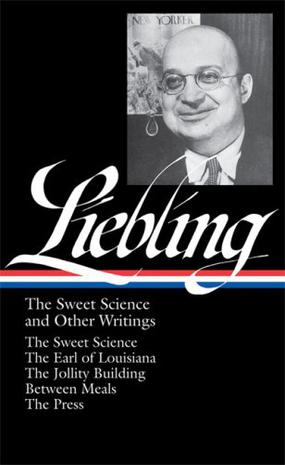 NEW YORKER
Liebling
The Sweet Science
and Other Writings
The Sweet Science
The Earl of Louisiana
The Jollity Building
Between Meals
The Press